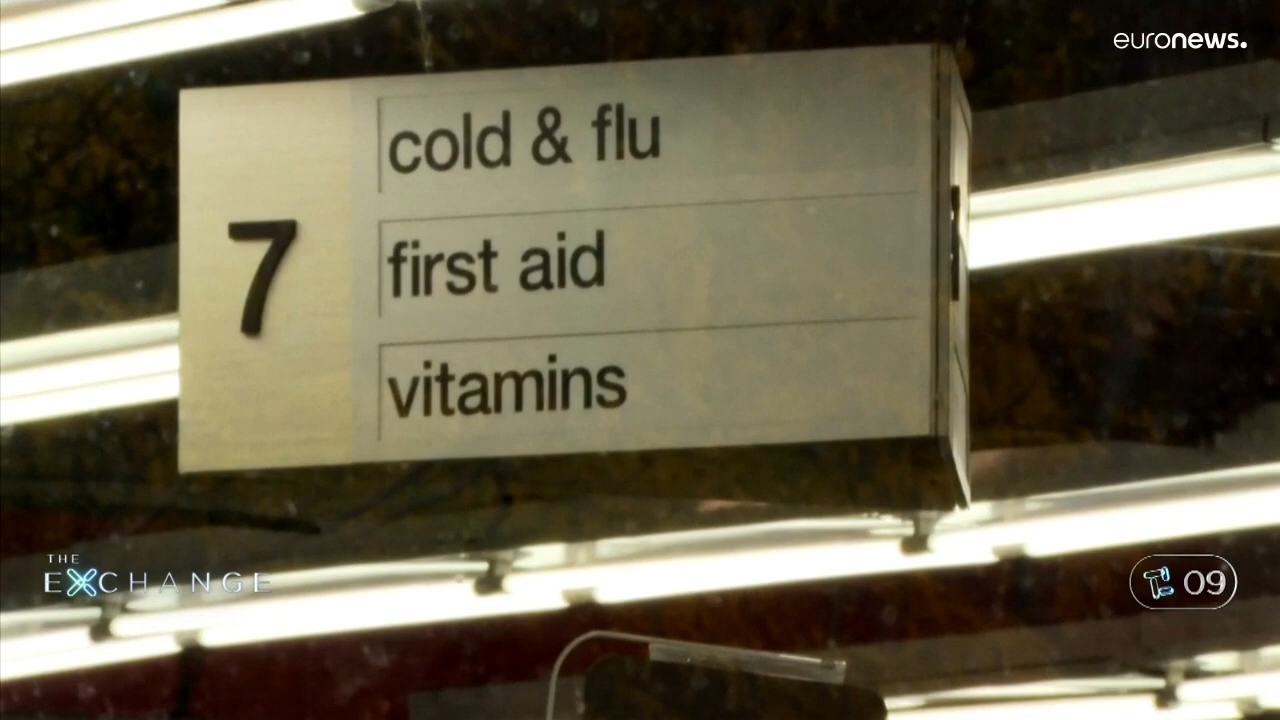 euronews.
7
cold & flu
first aid
vitamins
THE
EXCHANGE
09